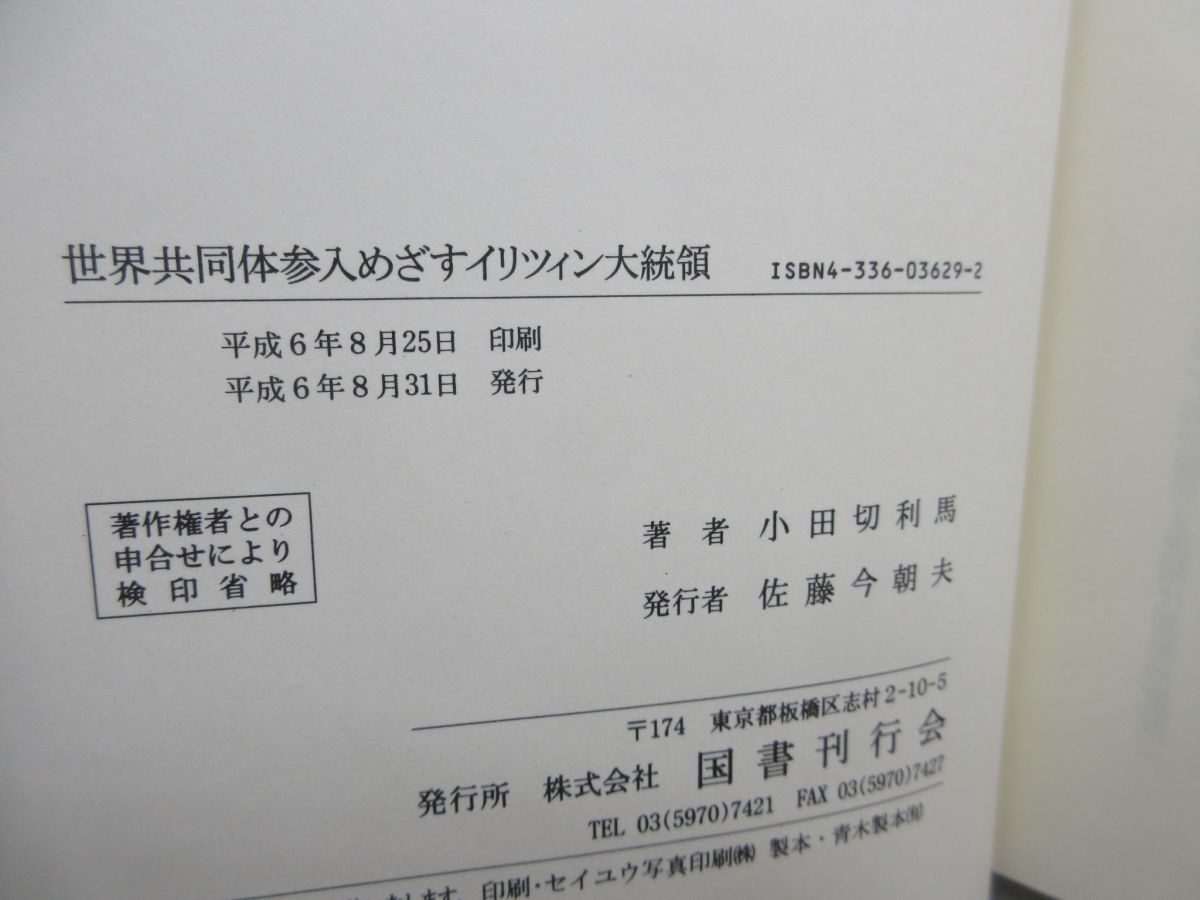 世界共同体参入めざすイリツィン大統領 ISBN4-336-03629-2
平成6年8月25日 印刷
平成6年8月31日 発行
著作権者との
申合せにより
検印省略
著者 小田切利馬
発行者 佐藤今朝夫
〒174 東京都板橋区志村2-10-5
発行所 株式会社 国書刊行会
TEL 03(5970)7421 FAX 03(5970)7427
します。 印刷・セイユウ写真印刷㈱ 製本・青木製本㈲